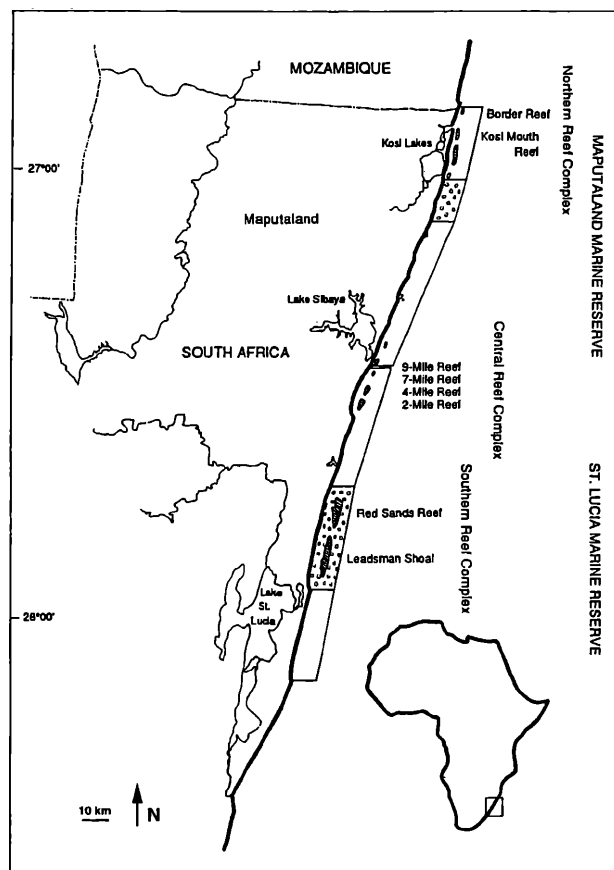 MOZAMBIQUE
Northern Reef Complex
MAPUTALAND MARINE RESERVE
Border Reef
Kosi Lakes
Kosi Mouth
Reef
27°00'
Maputaland
Lake Sibaya
SOUTH AFRICA
Central Reef Complex
9-Mile Reef
7-Mile Reef
4-Mile Reef
2-Mile Reef
Southern Reef Complex
ST. LUCIA MARINE RESERVE
Red Sands Reef
Leadsman Shoal
Lake
St.
Lucia
28°00'
10 km
N